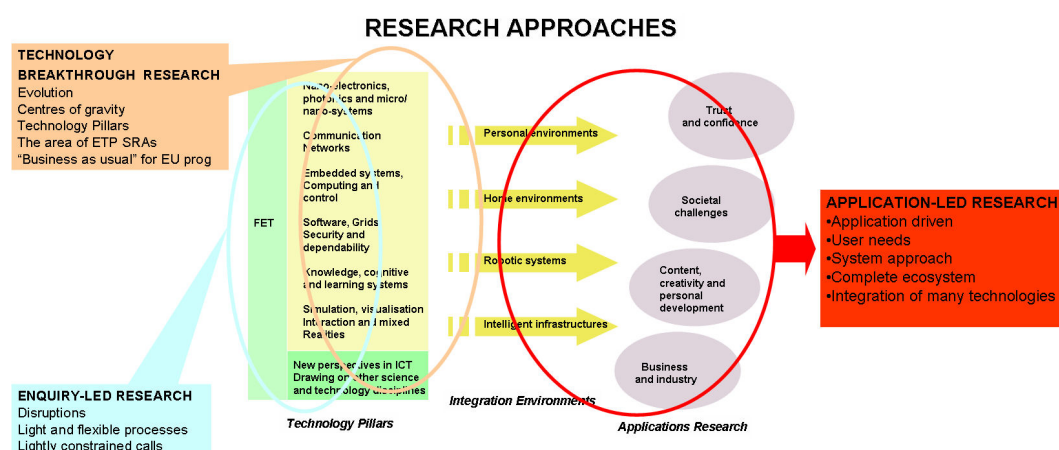 RESEARCH APPROACHES
TECHNOLOGY
BREAKTHROUGH RESEARCH
Evolution
Centres of gravity
Technology Pillars
The area of ETP SRAs
“Business as usual” for EU prog
ENQUIRY-LED RESEARCH
Disruptions
Light and flexible processes
Lightly constrained calls
FET
Nano-electronics,
photonics and micro/
nano-systems
Communication
Networks
Embedded systems,
Computing and
control
Software, Grids
Security and
dependability
Knowledge, cognitive
and learning systems
Simulation, visualisation
Interaction and mixed
Realities
New perspectives in ICT
Drawing on other science
and technology disciplines
Technology Pillars
Personal environments
Home environments
Robotic systems
Intelligent infrastructures
Integration Environments
Trust
and confidence
Societal
challenges
Content,
creativity and
personal
development
Business
and industry
Applications Research
APPLICATION-LED RESEARCH
•Application driven
•User needs
•System approach
•Complete ecosystem
•Integration of many technologies